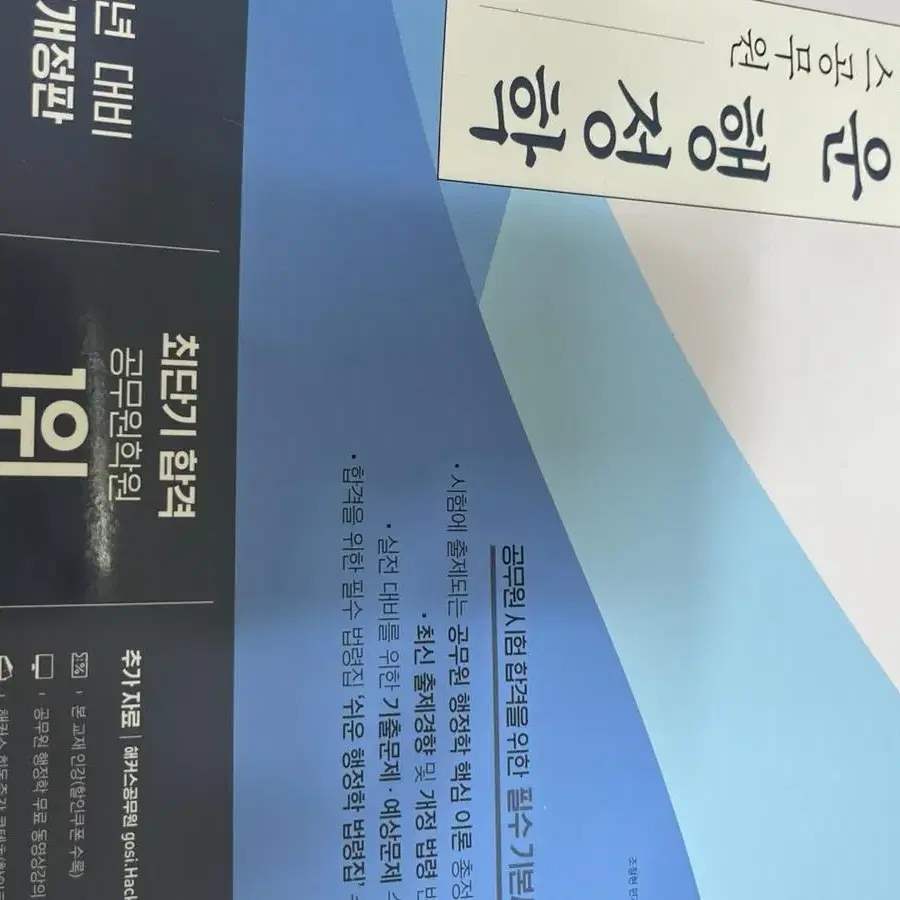 스공무원
운 행정학
조철현
공무원 시험 합격을 위한 필수 기본
· 시험에 출제되는 공무원 행정학 핵심 이론 총정
· 최신 출제경향 및 개정 법령
· 실전 대비를 위한 기출문제·예상문제
· 합격을 위한 필수 법령집 '쉬운 행정학 법령집'
년 대비
개정판
최단기 합격
공무원학원
1위
추가 자료 | 해커스공무원 gosi.Hac
본 교재 인강(할인쿠폰 수록)
공무원 행정학 무료 동영상강의